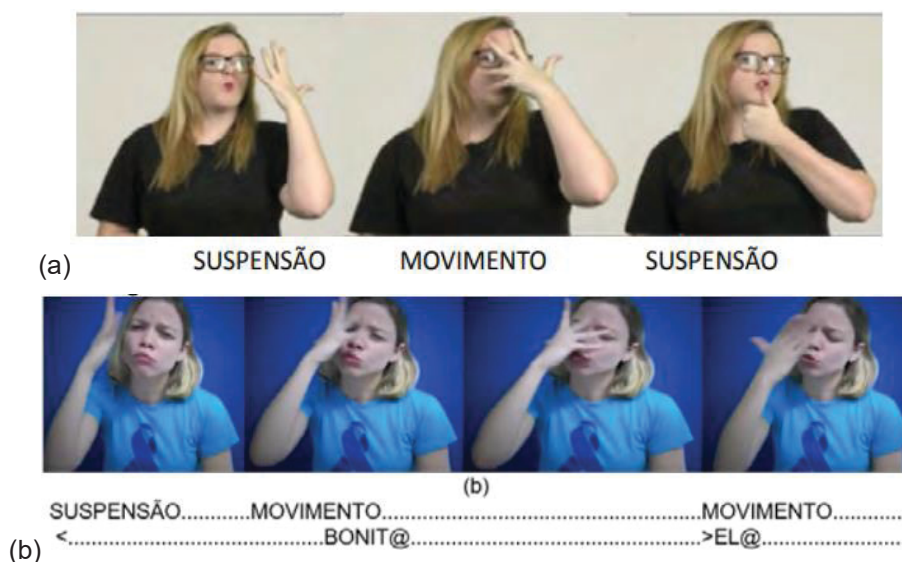 SUSPENSÃO MOVIMENTO SUSPENSÃO
(a)
(b)
SUSPENSÃO...........MOVIMENTO.....................................................MOVIMENTO...........
<.............................BONIT@.................................................>EL@.......................
(b)